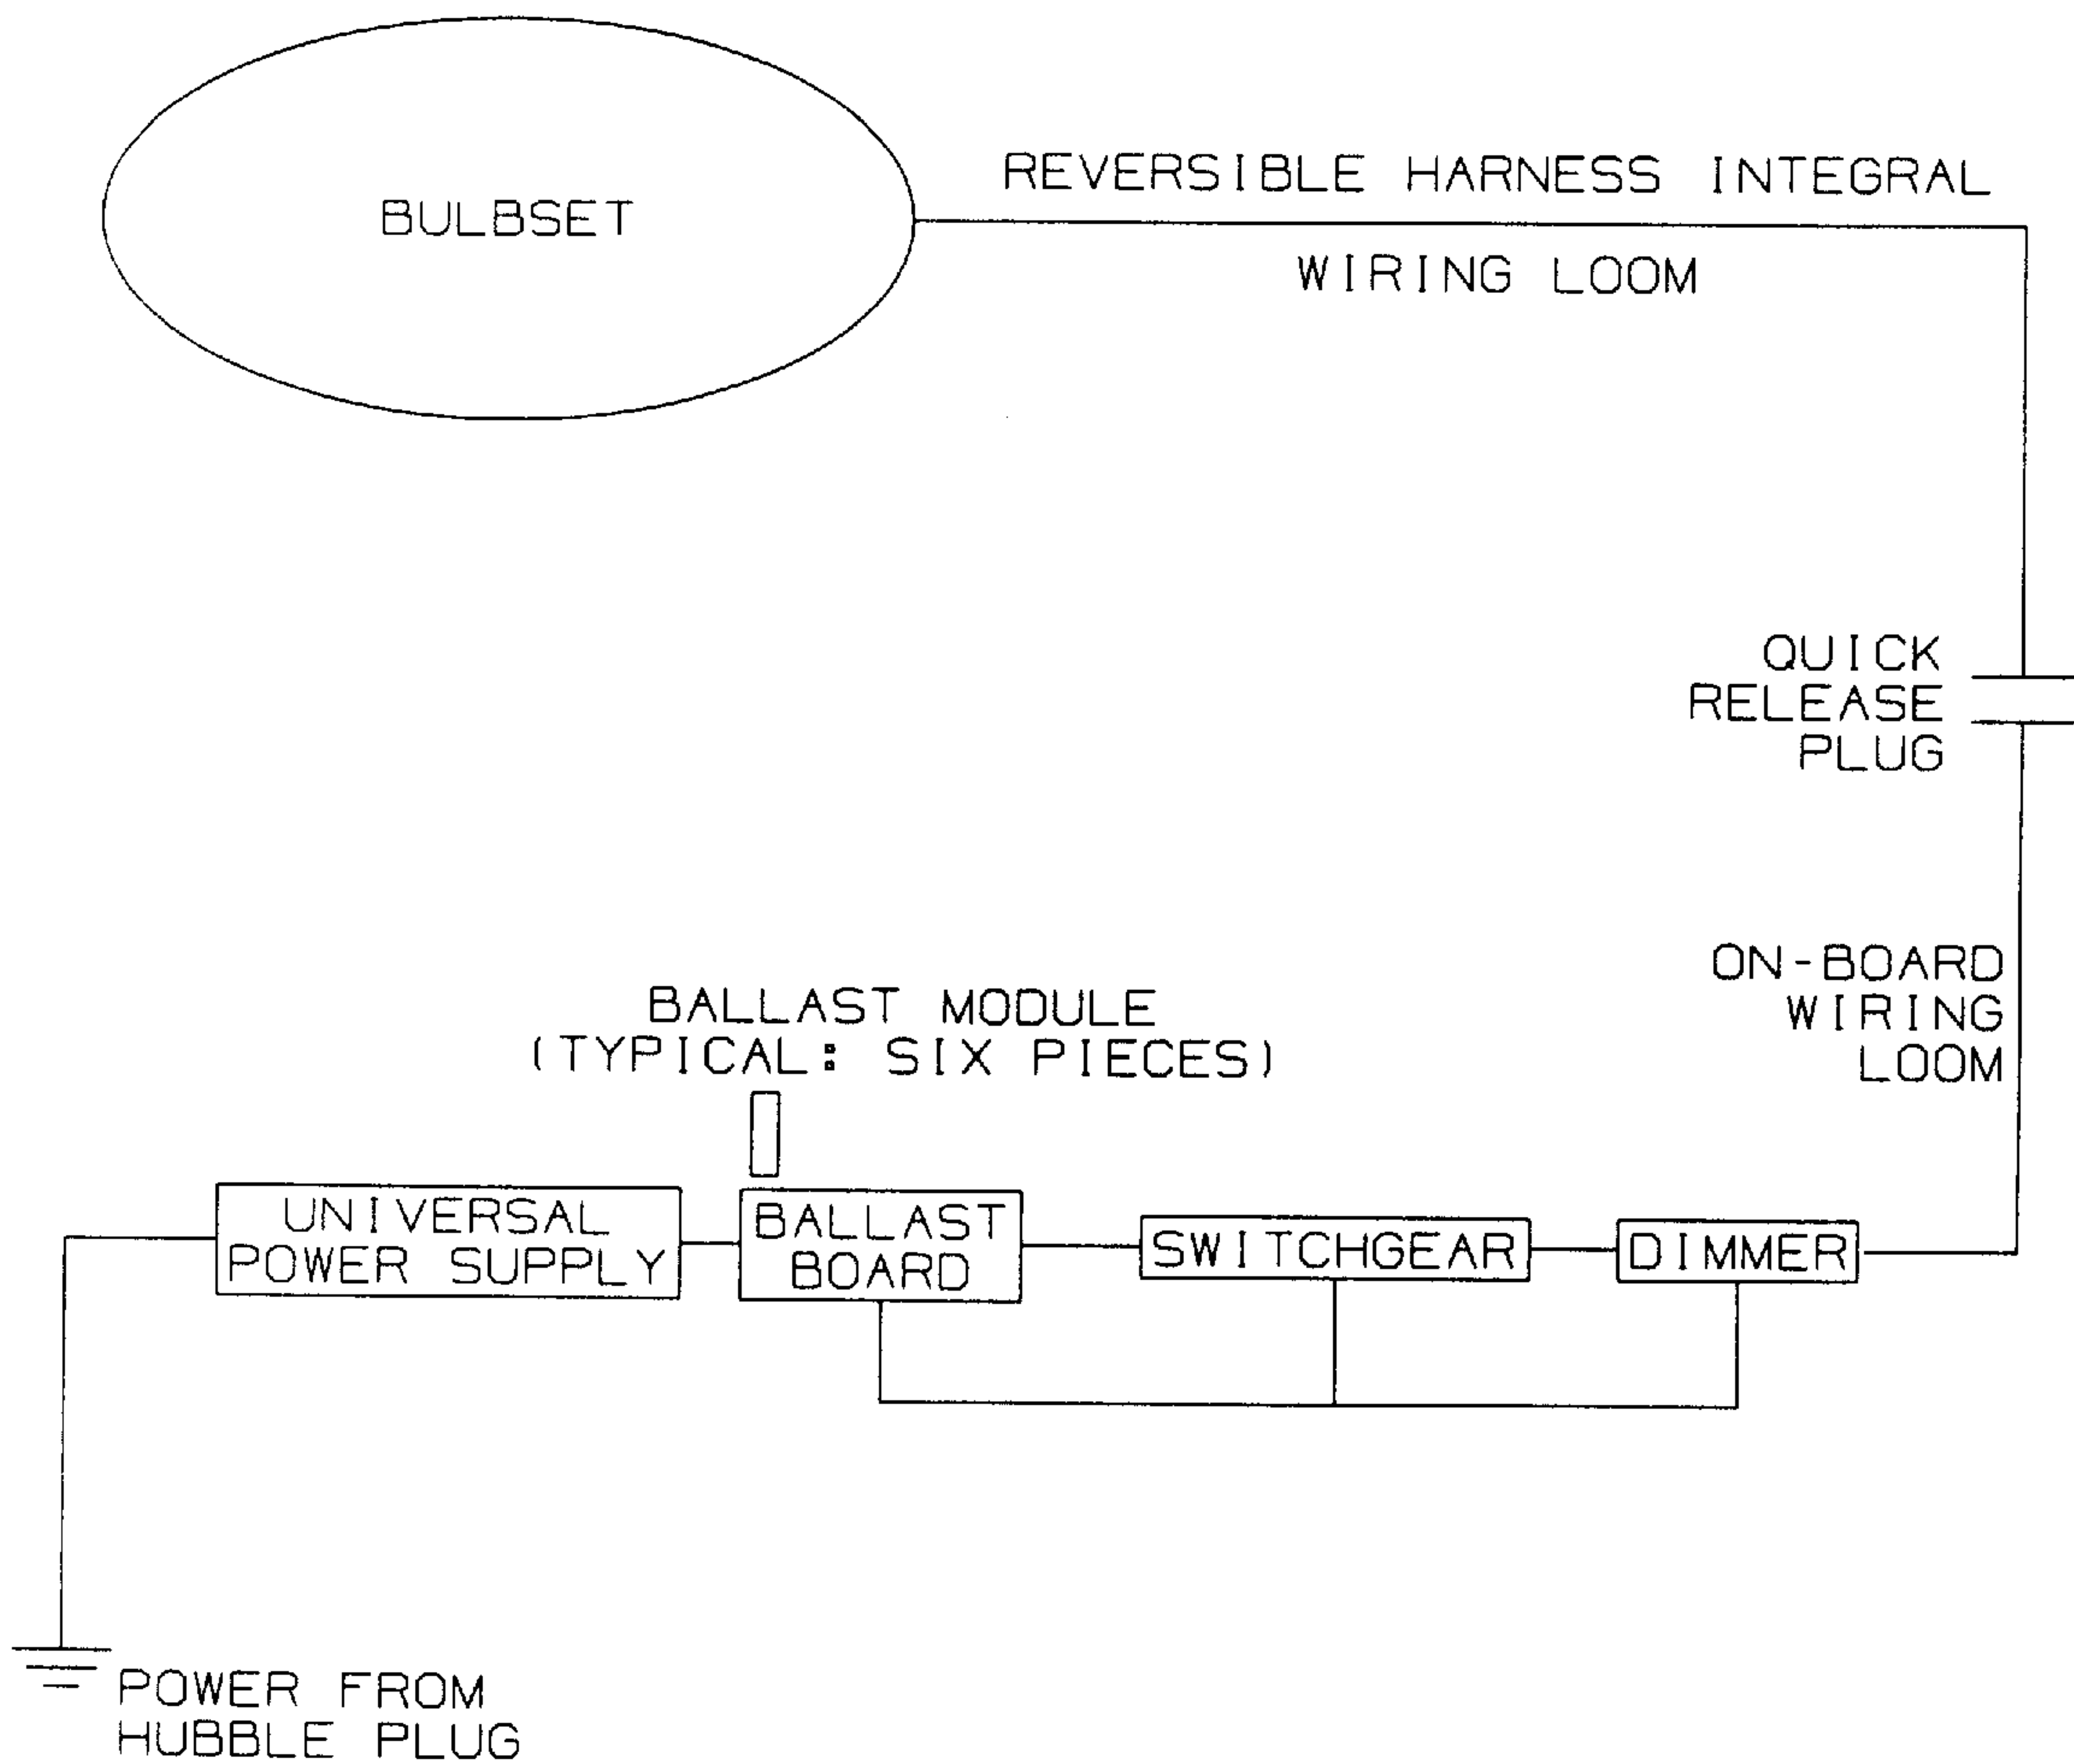 BULBSET
REVERSIBLE HARNESS INTEGRAL
WIRING LOOM
QUICK
RELEASE
PLUG
ON-BOARD
WIRING
LOOM
BALLAST MODULE
(TYPICAL: SIX PIECES)
UNIVERSAL
POWER SUPPLY
BALLAST
BOARD
SWITCHGEAR
DIMMER
POWER FROM
HUBBLE PLUG